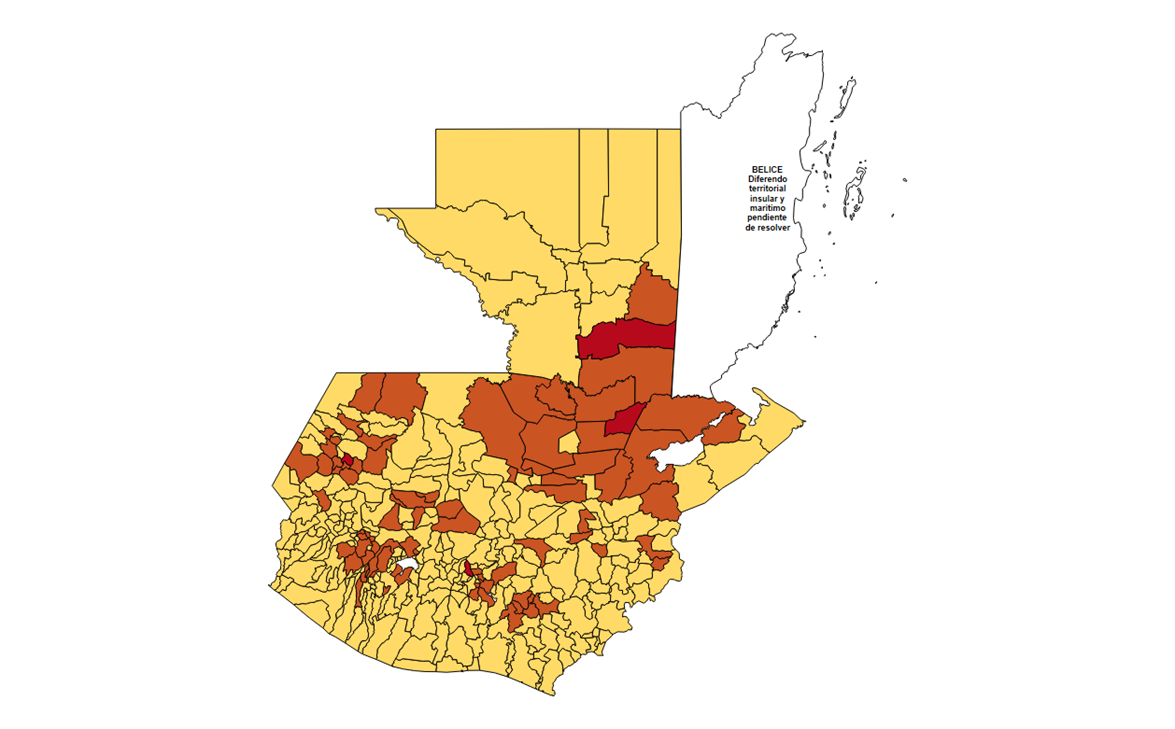 BELICE
Diferendo
territorial
insular y
marítimo
pendiente
de resolver